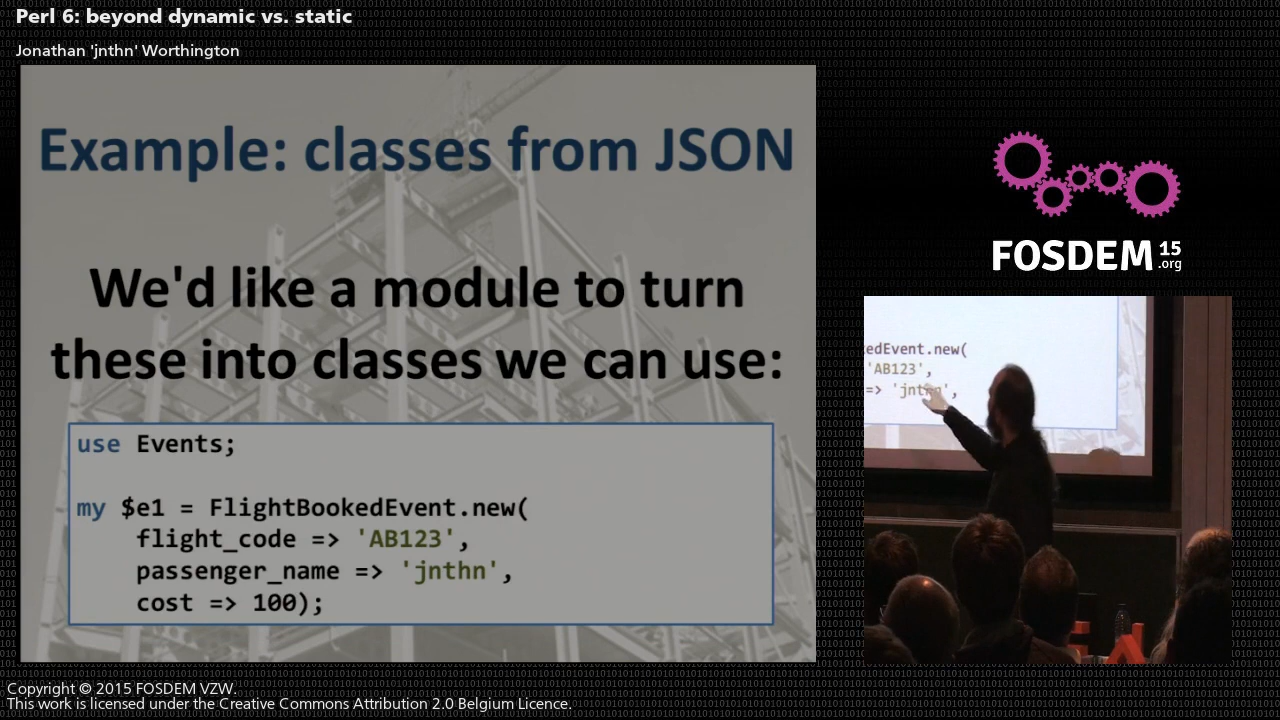 Perl 6: beyond dynamic vs. static
Jonathan 'jnthn' Worthington
Example: classes from JSON
We'd like a module to turn
these into classes we can use:
use Events;
my $e1 = FlightBookedEvent.new(
flight_code => 'AB123',
passenger_name => 'jnthn',
cost => 100);
FOSDEM 15
.org
edEvent.new(
'AB123',
=> 'jnthn',
Copyright © 2015 FOSDEM VZW.
This work is licensed under the Creative Commons Attribution 2.0 Belgium Licence.